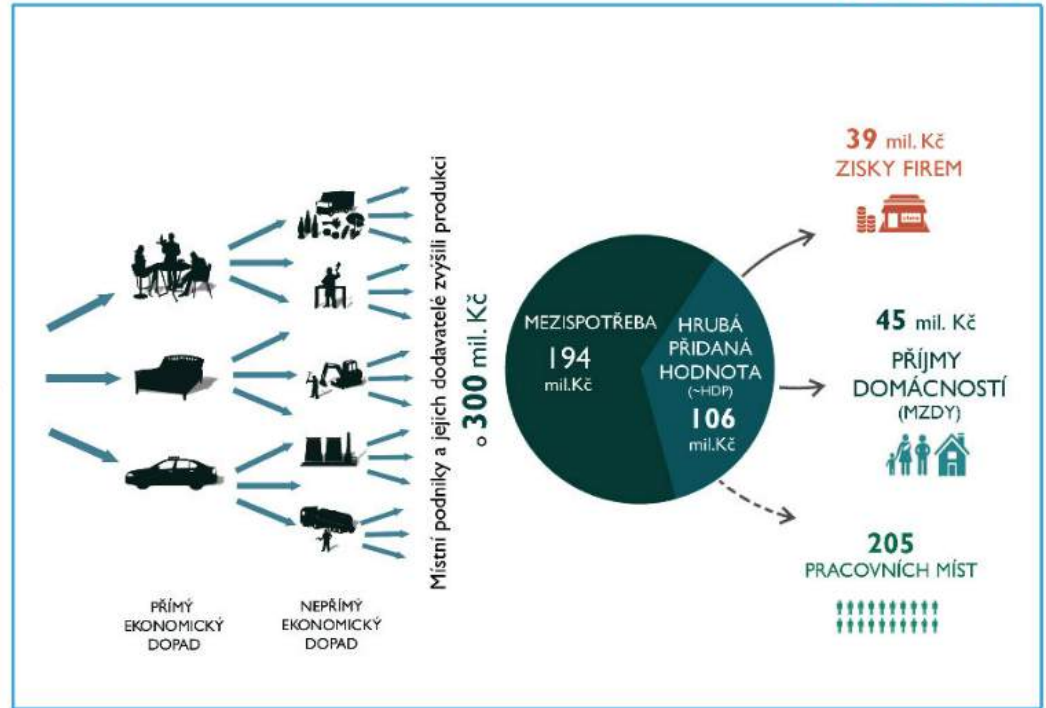 PŘÍMÝ
EKONOMICKÝ
DOPAD
NEPŘÍMÝ
EKONOMICKÝ
DOPAD
Místní podniky a jejich dodavatelé zvýšili produkci
o 300 mil. Kč
MEZISPOTŘEBA
194
mil.Kč
HRUBÁ
PŘIDANÁ
HODNOTA
(~HDP)
106
mil.Kč
39 mil. Kč
ZISKY FIREM
45 mil. Kč
PŘÍJMY
DOMÁCNOSTÍ
(MZDY)
205
PRACOVNÍCH MÍST